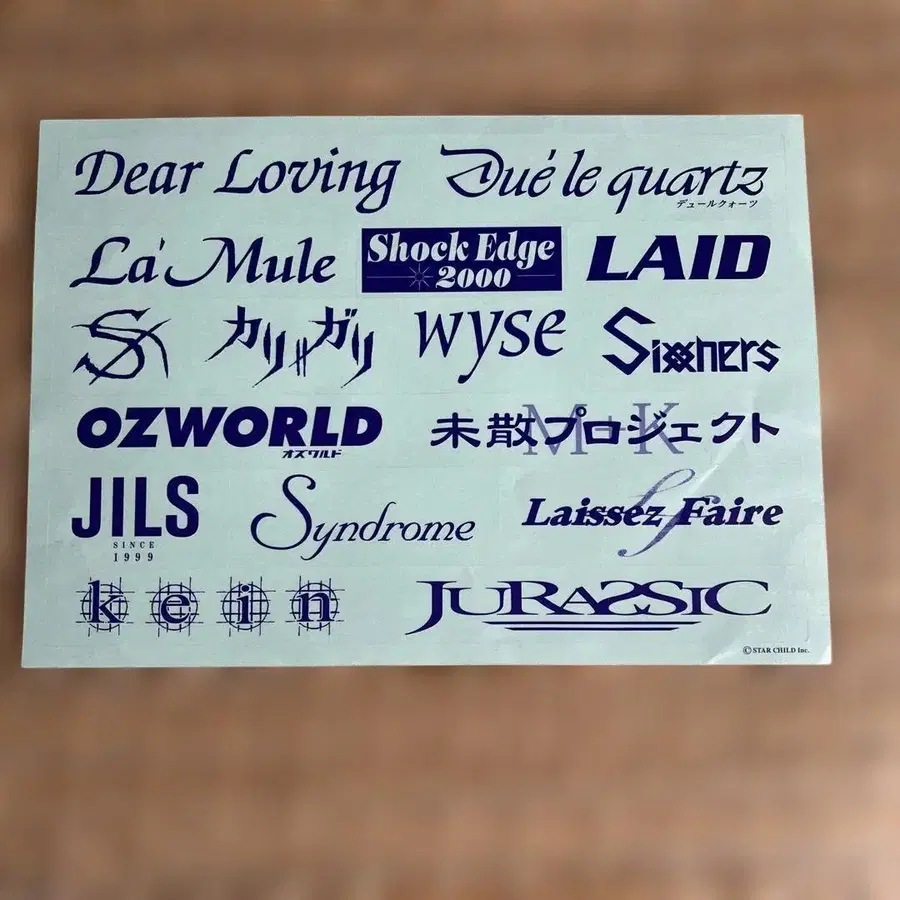 Dear Loving
Dué le quartz
デュールクォーツ
La'Mule
Shock Edge
2000
LAID
カリ≠ガリ
wyse
Sinners
OZWORLD
オズワルド
M+K
未散プロジェクト
JILS
SINCE
1999
Syndrome
Laissez Faire
kein
JURASSIC
© STAR CHILD Inc.